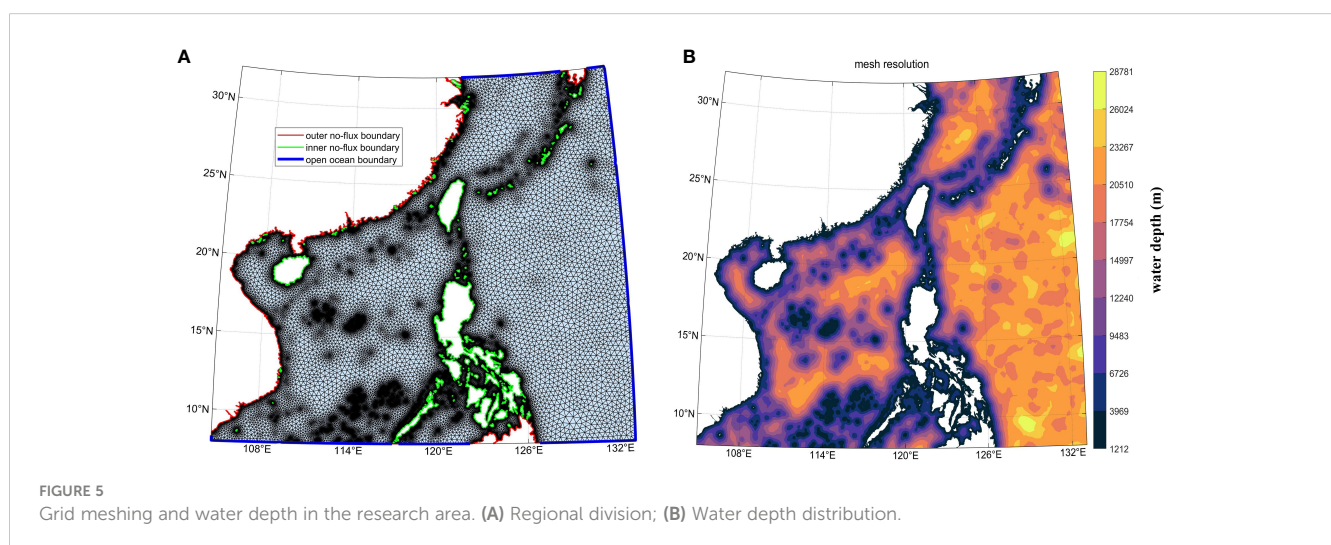 A
30°N
25°N
20°N
15°N
10°N
108°E
114°E
120°E
126°E
132°E
outer no-flux boundary
inner no-flux boundary
open ocean boundary
B
mesh resolution
30°N
25°N
20°N
15°N
10°N
108°E
114°E
120°E
126°E
132°E
28781
26024
23267
20510
17754
14997
12240
9483
6726
3969
1212
water depth (m)
FIGURE 5
Grid meshing and water depth in the research area. (A) Regional division; (B) Water depth distribution.